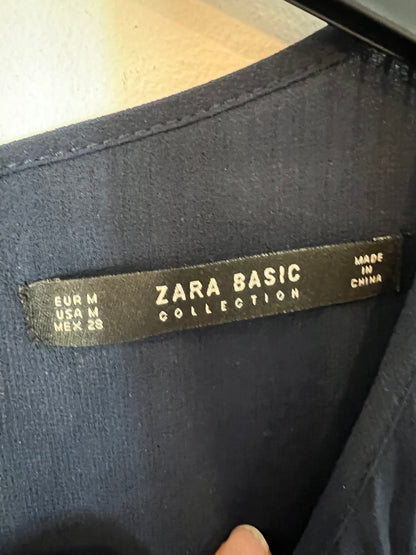 EUR M
USA M
MEX 28
ZARA BASIC
COLLECTION
MADE
IN
CHINA